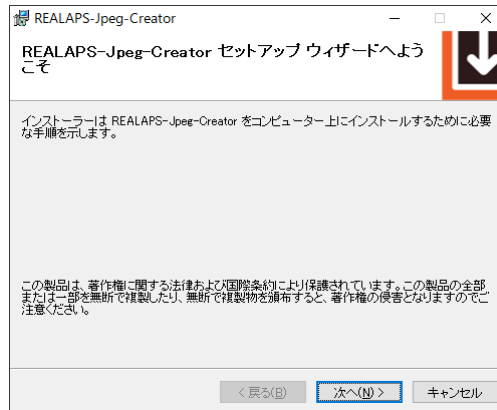 REALAPS-Jpeg-Creator
REALAPS-Jpeg-Creator セットアップ ウィザードへよう
こそ
インストーラーは REALAPS-Jpeg-Creator をコンピューター上にインストールするために必要
な手順を示します。
この製品は、著作権に関する法律および国際条約により保護されています。この製品の全部
または一部を無断で複製したり、無断で複製物を頒布すると、著作権の侵害となりますのでご
注意ください。
< 戻る(B) 次へ(N) > キャンセル